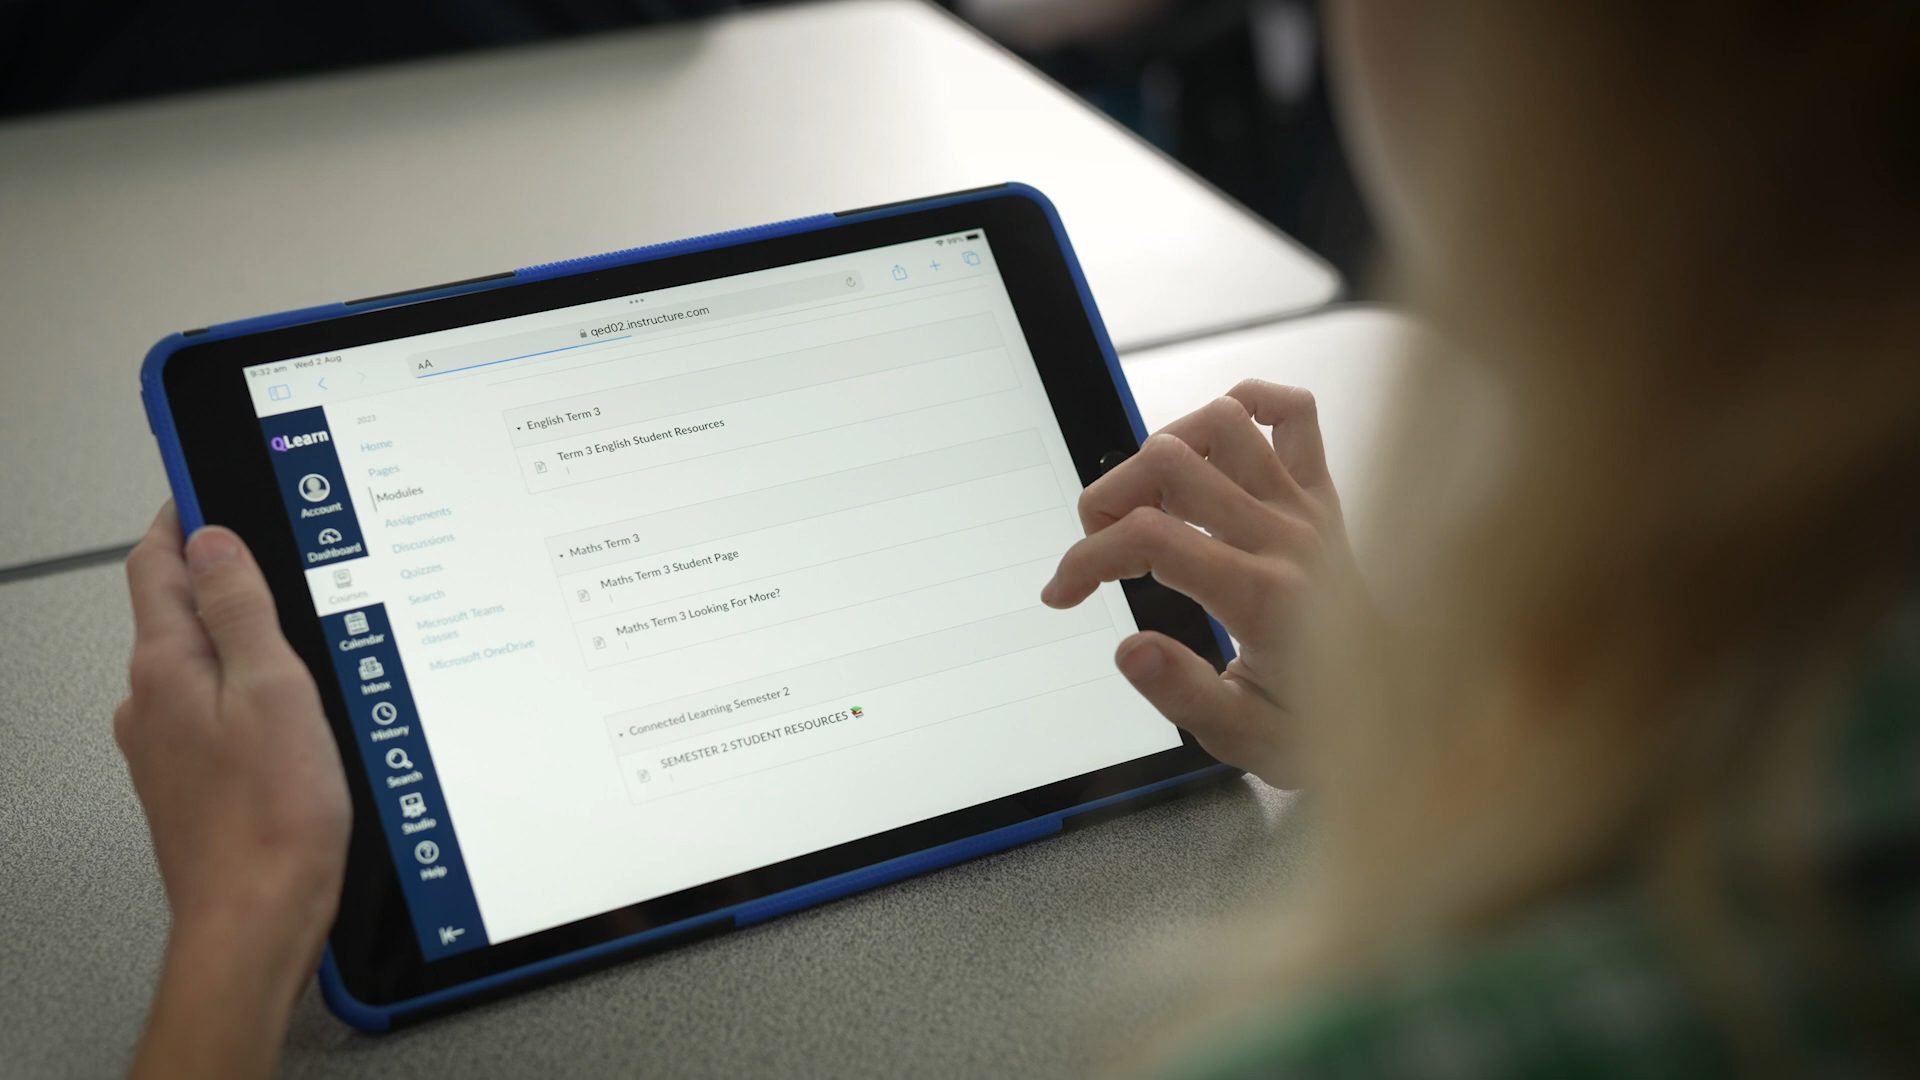 9:32 am Wed 2 Aug
99%
AA
qed02.instructure.com
QLearn
Account
Dashboard
Courses
Calendar
Inbox
History
Search
Studio
Help
2023
Home
Pages
Modules
Assignments
Discussions
Quizzes
Search
Microsoft Teams
classes
Microsoft OneDrive
English Term 3
Term 3 English Student Resources
Maths Term 3
Maths Term 3 Student Page
Maths Term 3 Looking For More?
Connected Learning Semester 2
SEMESTER 2 STUDENT RESOURCES 📚